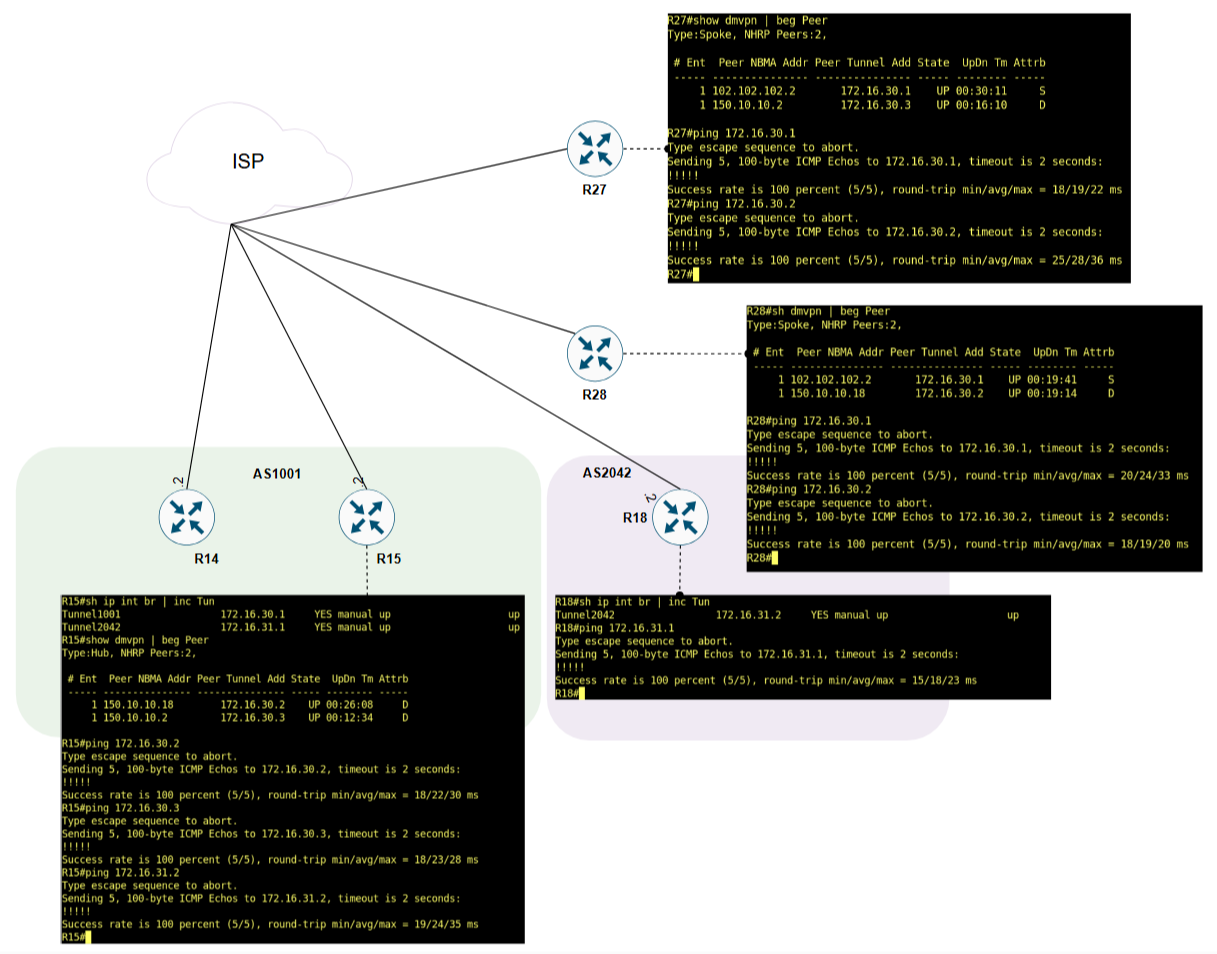 R27#show dmvpn | beg Peer
Type:Spoke, NHRP Peers:2,
# Ent  Peer NBMA Addr Peer Tunnel Add State  UpDn Tm Attrb
----- --------------- --------------- ----- -------- -----
1 102.102.102.2 172.16.30.1 UP 00:30:11 S
1 150.10.10.2 172.16.30.3 UP 00:16:10 D
R27#ping 172.16.30.1
Type escape sequence to abort.
Sending 5, 100-byte ICMP Echos to 172.16.30.1, timeout is 2 seconds:
!!!!!
Success rate is 100 percent (5/5), round-trip min/avg/max = 18/19/22 ms
R27#ping 172.16.30.2
Type escape sequence to abort.
Sending 5, 100-byte ICMP Echos to 172.16.30.2, timeout is 2 seconds:
!!!!!
Success rate is 100 percent (5/5), round-trip min/avg/max = 25/28/36 ms
R27#
ISP
R27
R28#sh dmvpn | beg Peer
Type:Spoke, NHRP Peers:2,
# Ent  Peer NBMA Addr Peer Tunnel Add State  UpDn Tm Attrb
----- --------------- --------------- ----- -------- -----
1 102.102.102.2 172.16.30.1 UP 00:19:41 S
1 150.10.10.18 172.16.30.2 UP 00:19:14 D
R28#ping 172.16.30.1
Type escape sequence to abort.
Sending 5, 100-byte ICMP Echos to 172.16.30.1, timeout is 2 seconds:
!!!!!
Success rate is 100 percent (5/5), round-trip min/avg/max = 20/24/33 ms
R28#ping 172.16.30.2
Type escape sequence to abort.
Sending 5, 100-byte ICMP Echos to 172.16.30.2, timeout is 2 seconds:
!!!!!
Success rate is 100 percent (5/5), round-trip min/avg/max = 18/19/20 ms
R28#
R28
AS1001
.2
.2
R14
R15
AS2042
.2
R18
R15#sh ip int br | inc Tun
Tunnel1001 172.16.30.1 YES manual up up
Tunnel2042 172.16.31.1 YES manual up up
R15#show dmvpn | beg Peer
Type:Hub, NHRP Peers:2,
# Ent  Peer NBMA Addr Peer Tunnel Add State  UpDn Tm Attrb
----- --------------- --------------- ----- -------- -----
1 150.10.10.18 172.16.30.2 UP 00:26:08 D
1 150.10.10.2 172.16.30.3 UP 00:12:34 D
R15#ping 172.16.30.2
Type escape sequence to abort.
Sending 5, 100-byte ICMP Echos to 172.16.30.2, timeout is 2 seconds:
!!!!!
Success rate is 100 percent (5/5), round-trip min/avg/max = 18/22/30 ms
R15#ping 172.16.30.3
Type escape sequence to abort.
Sending 5, 100-byte ICMP Echos to 172.16.30.3, timeout is 2 seconds:
!!!!!
Success rate is 100 percent (5/5), round-trip min/avg/max = 18/23/28 ms
R15#ping 172.16.31.2
Type escape sequence to abort.
Sending 5, 100-byte ICMP Echos to 172.16.31.2, timeout is 2 seconds:
!!!!!
Success rate is 100 percent (5/5), round-trip min/avg/max = 19/24/35 ms
R15#
R18#sh ip int br | inc Tun
Tunnel2042 172.16.31.2 YES manual up up
R18#ping 172.16.31.1
Type escape sequence to abort.
Sending 5, 100-byte ICMP Echos to 172.16.31.1, timeout is 2 seconds:
!!!!!
Success rate is 100 percent (5/5), round-trip min/avg/max = 15/18/23 ms
R18#